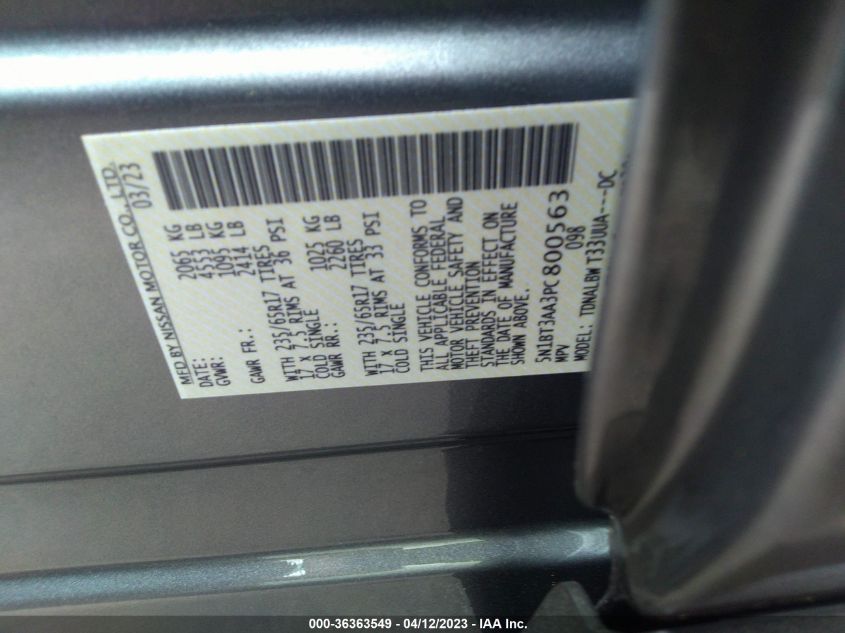 MFD BY NISSAN MOTOR CO., LTD.
DATE: 03/23
GVWR: 2065 KG
4553 LB
GAWR FR.: 1095 KG
2414 LB
WITH 235/65R17 TIRES
17 X 7.5 RIMS AT 36 PSI
COLD SINGLE
GAWR RR.: 1025 KG
2260 LB
WITH 235/65R17 TIRES
17 X 7.5 RIMS AT 33 PSI
COLD SINGLE
THIS VEHICLE CONFORMS TO
ALL APPLICABLE FEDERAL
MOTOR VEHICLE SAFETY AND
THEFT PREVENTION
STANDARDS IN EFFECT ON
THE DATE OF MANUFACTURE
SHOWN ABOVE.
5N1BT3AA3PC800563
MPV 098
MODEL: TDNALBW T33UUA---DC
000-36363549 - 04/12/2023 - IAA Inc.